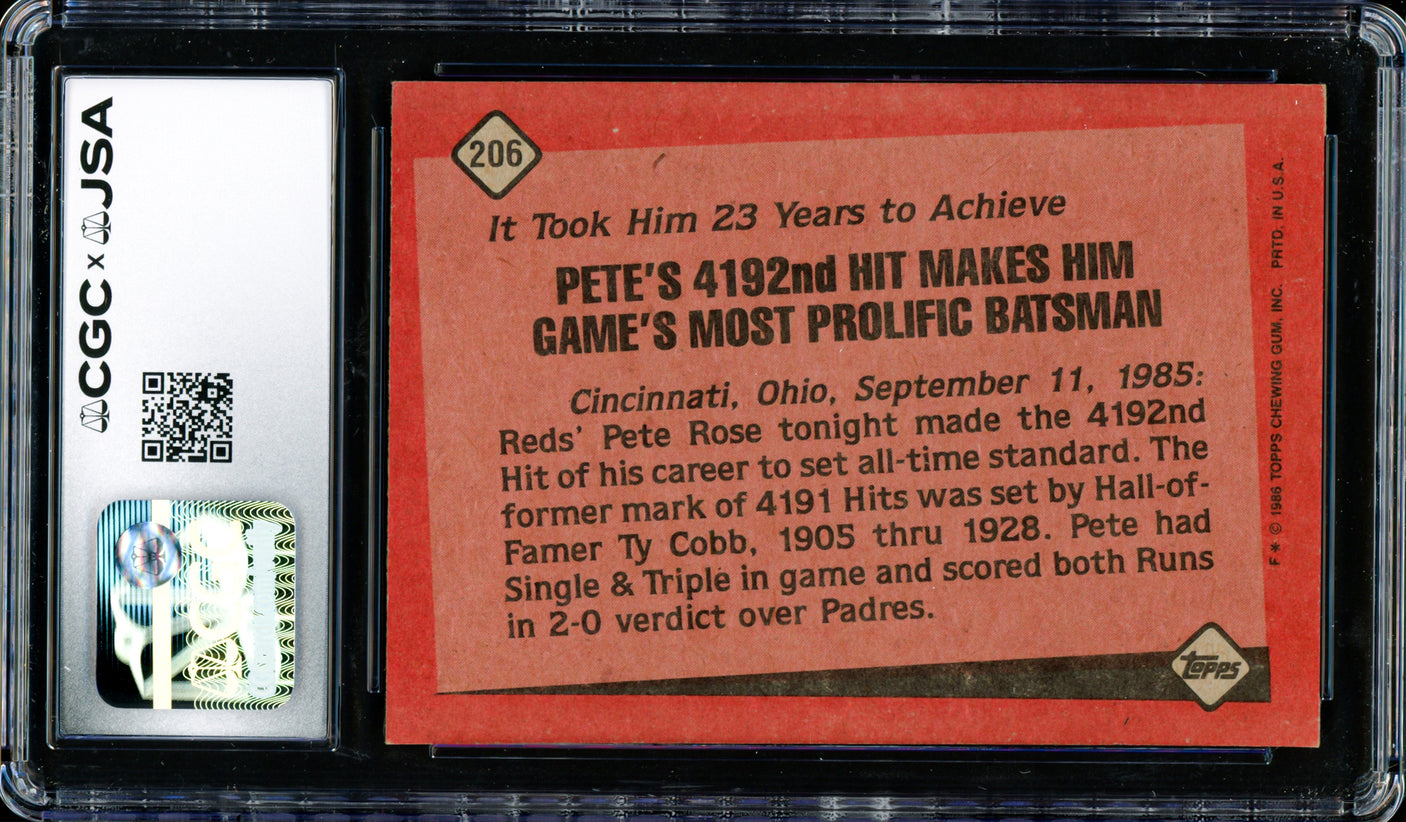 CGC x JSA
206
It Took Him 23 Years to Achieve
PETE'S 4192nd HIT MAKES HIM
GAME'S MOST PROLIFIC BATSMAN
Cincinnati, Ohio, September 11, 1985:
Reds' Pete Rose tonight made the 4192nd
Hit of his career to set all-time standard. The
former mark of 4191 Hits was set by Hall-of-
Famer Ty Cobb, 1905 thru 1928. Pete had
Single & Triple in game and scored both Runs
in 2-0 verdict over Padres.
topps
F* © 1986 TOPPS CHEWING GUM, INC. PRTD. IN U.S.A.